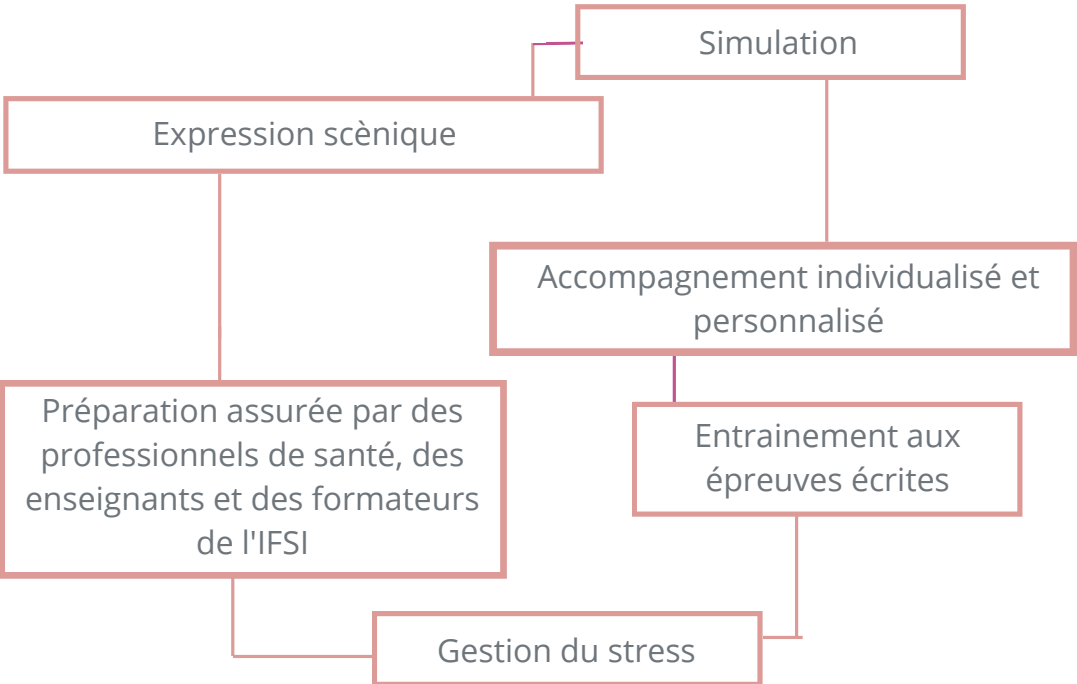 Simulation
Expression scènique
Accompagnement individualisé et
personnalisé
Préparation assurée par des
professionnels de santé, des
enseignants et des formateurs
de l'IFSI
Entrainement aux
épreuves écrites
Gestion du stress